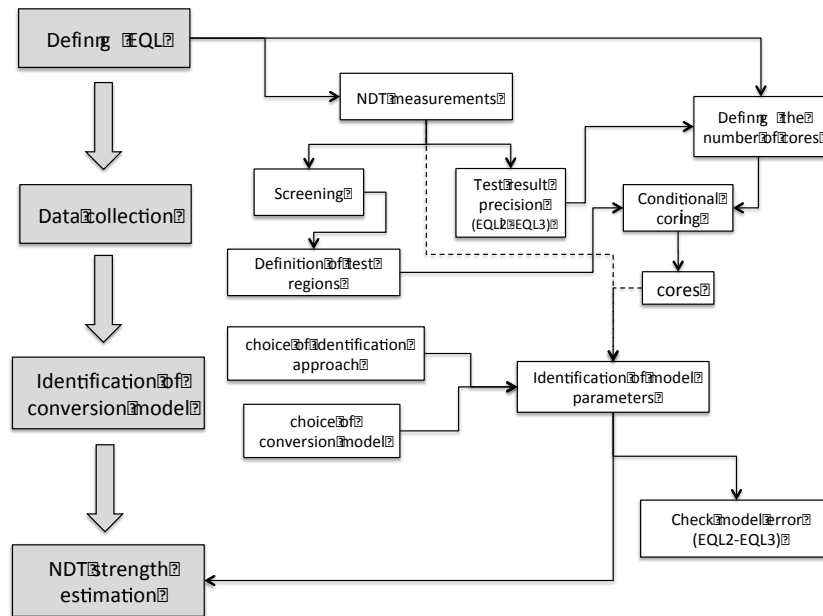 Defining EQL
NDT measurements
Defining the
number of cores
Screening
Test result
precision
(EQL2-EQL3)
Conditional
coring
Data collection
Definition of test
regions
cores
choice of identification
approach
Identification of
conversion model
Identification of model
parameters
choice of
conversion model
Check model error
(EQL2-EQL3)
NDT strength
estimation